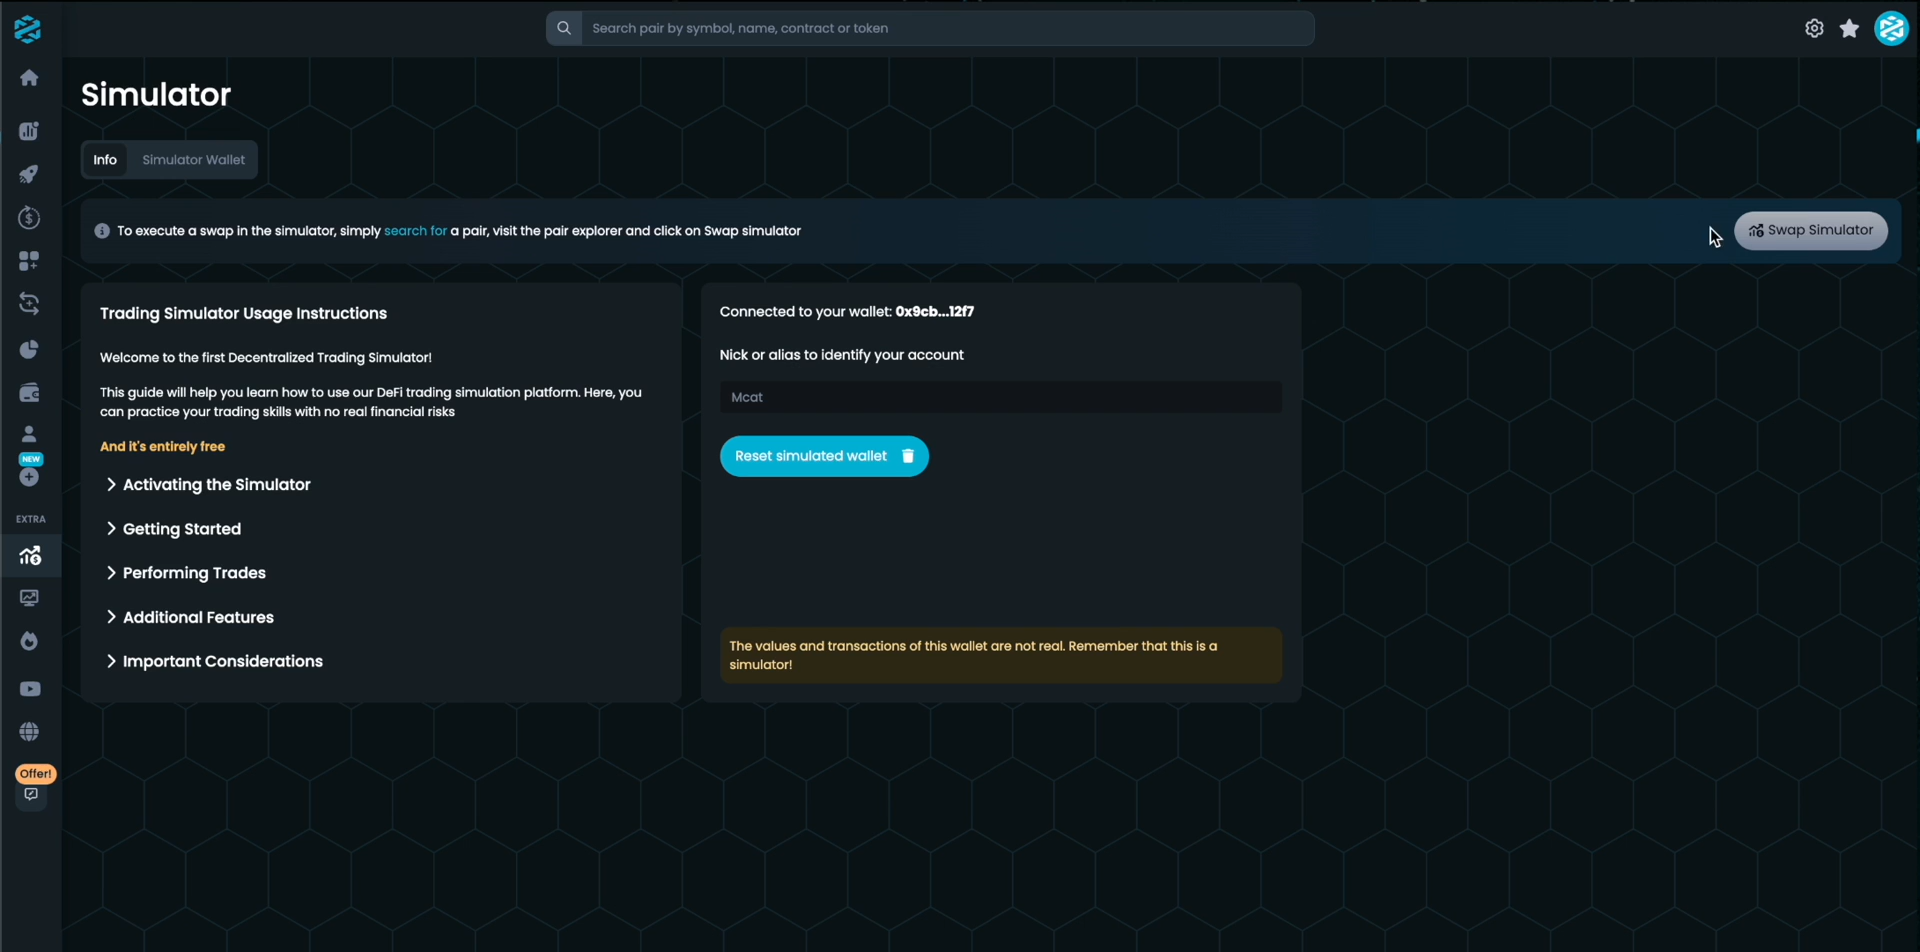 Search pair by symbol, name, contract or token
Simulator
Info
Simulator Wallet
To execute a swap in the simulator, simply search for a pair, visit the pair explorer and click on Swap simulator
Swap Simulator
Trading Simulator Usage Instructions
Welcome to the first Decentralized Trading Simulator!
This guide will help you learn how to use our DeFi trading simulation platform. Here, you
can practice your trading skills with no real financial risks
And it's entirely free
Activating the Simulator
Getting Started
Performing Trades
Additional Features
Important Considerations
Connected to your wallet: 0x9cb...12f7
Nick or alias to identify your account
Mcat
Reset simulated wallet
The values and transactions of this wallet are not real. Remember that this is a
simulator!
NEW
EXTRA
Offer!